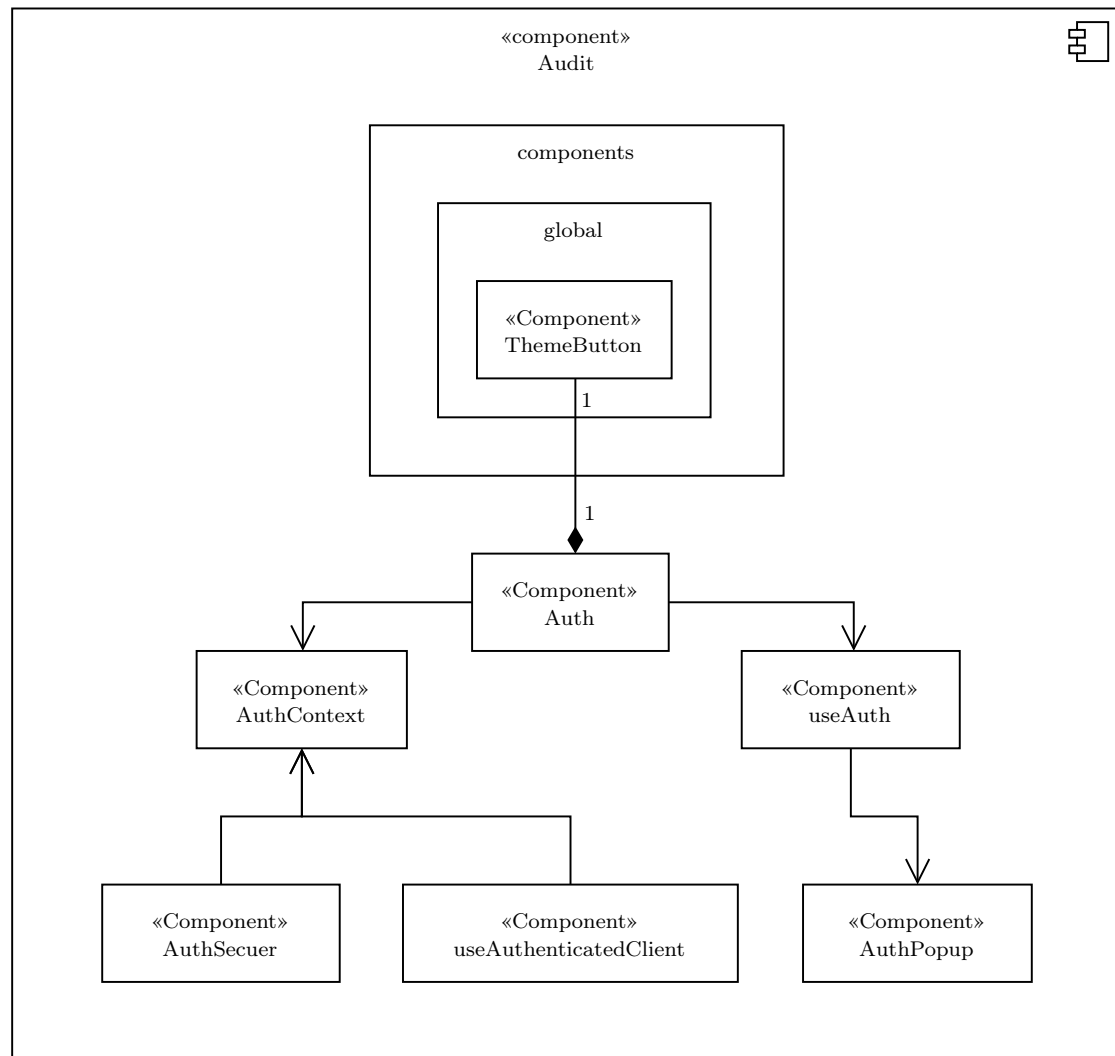 «component»
Audit
components
global
«Component»
ThemeButton
1
1
«Component»
Auth
«Component»
AuthContext
«Component»
useAuth
«Component»
AuthSecuer
«Component»
useAuthenticatedClient
«Component»
AuthPopup